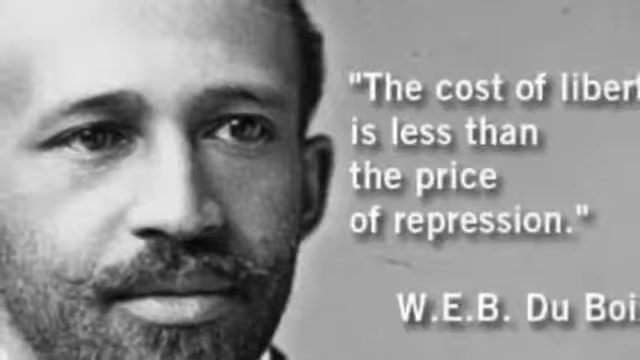 "The cost of libert
is less than
the price
of repression."
W.E.B. Du Boi